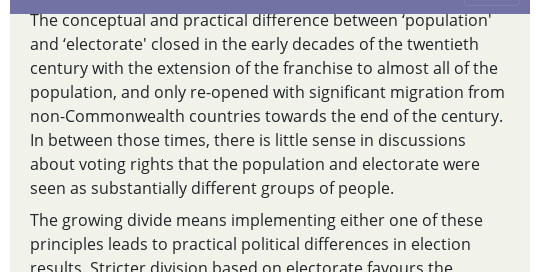 The conceptual and practical difference between ‘population'
and ‘electorate' closed in the early decades of the twentieth
century with the extension of the franchise to almost all of the
population, and only re-opened with significant migration from
non-Commonwealth countries towards the end of the century.
In between those times, there is little sense in discussions
about voting rights that the population and electorate were
seen as substantially different groups of people.
The growing divide means implementing either one of these
principles leads to practical political differences in election
results. Stricter division based on electorate favours the